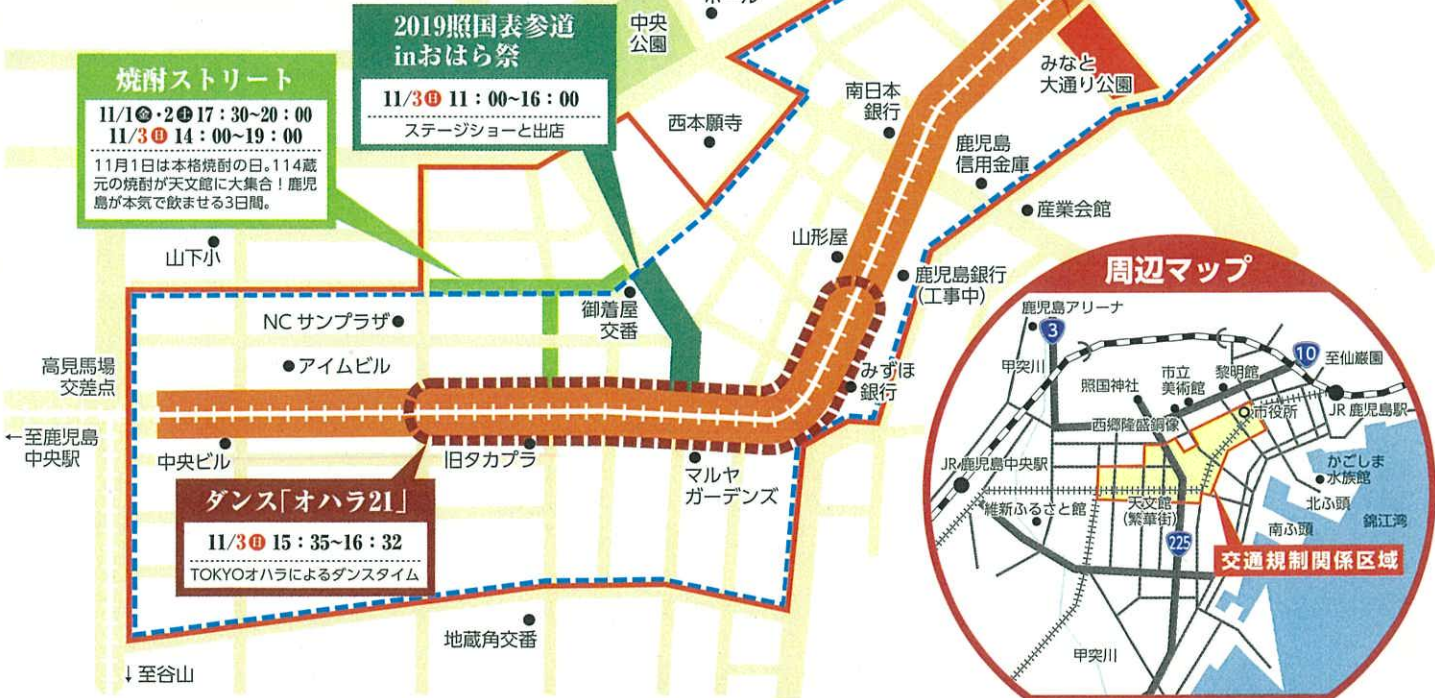 2019照国表参道
inおはら祭
11/3㊐ 11：00~16：00
ステージショーと出店
焼酎ストリート
11/1㊎・2㊏ 17：30~20：00
11/3㊐ 14：00~19：00
11月1日は本格焼酎の日。114蔵
元の焼酎が天文館に大集合！鹿児
島が本気で飲ませる3日間。
中央
公園
ホール
西本願寺
南日本
銀行
みなと
大通り公園
鹿児島
信用金庫
産業会館
山形屋
鹿児島銀行
(工事中)
山下小
御着屋
交番
NCサンプラザ
アイムビル
高見馬場
交差点
みずほ
銀行
←至鹿児島
中央駅
中央ビル
旧タカプラ
マルヤ
ガーデンズ
ダンス「オハラ21」
11/3㊐ 15：35~16：32
TOKYOオハラによるダンスタイム
地蔵角交番
↓至谷山
周辺マップ
鹿児島アリーナ
3
10
至仙巌園
甲突川
照国神社
市立
美術館
黎明館
市役所
JR鹿児島駅
西郷隆盛銅像
JR鹿児島中央駅
かごしま
水族館
維新ふるさと館
天文館
(繁華街)
北ふ頭
南ふ頭
錦江湾
225
交通規制関係区域
甲突川